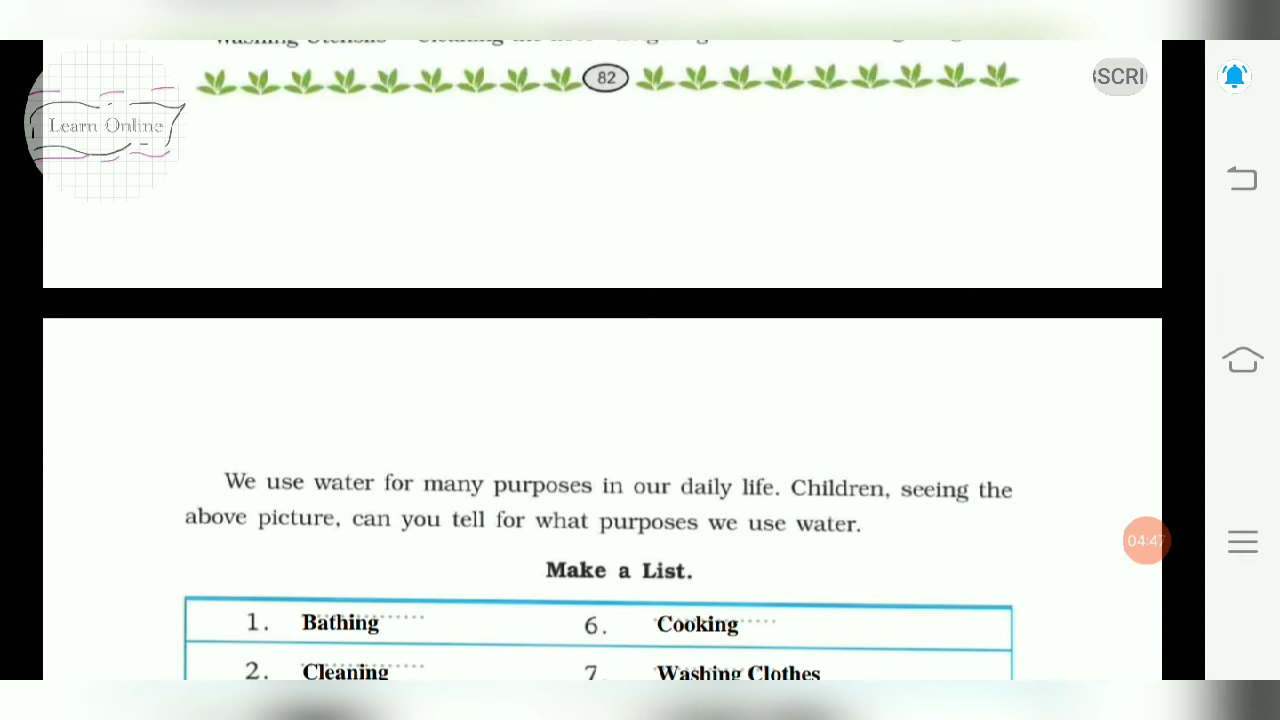 Washing Utensils
82
SCRI
Learn Online
We use water for many purposes in our daily life. Children, seeing the
above picture, can you tell for what purposes we use water.
04:47
Make a List.
1. Bathing 6. Cooking
2. Cleaning 7. Washing Clothes